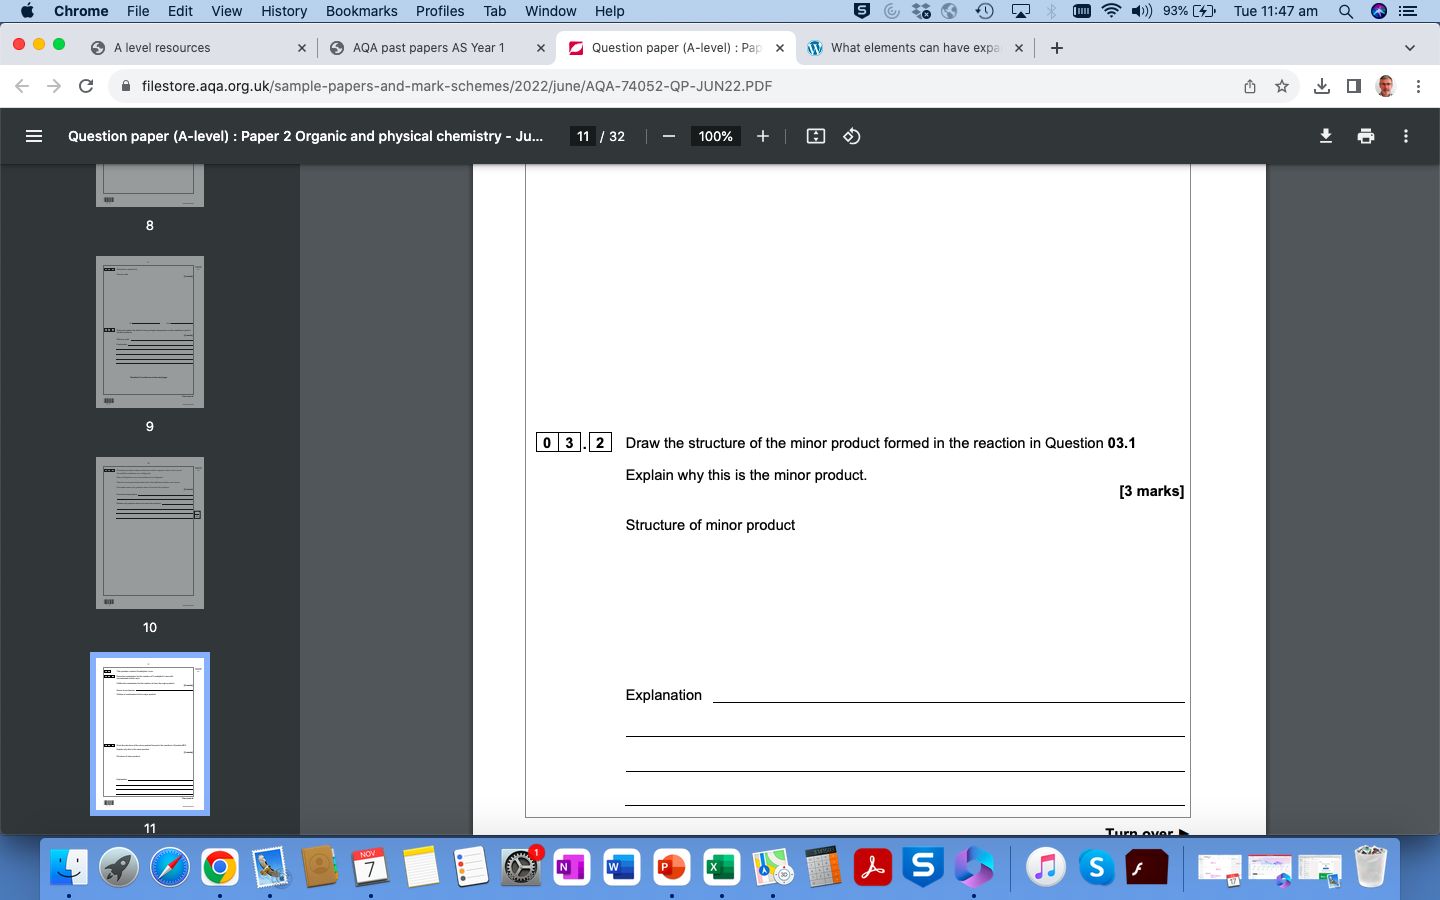 Chrome File Edit View History Bookmarks Profiles Tab Window Help 93% Tue 11:47 am
A level resources AQA past papers AS Year 1 Question paper (A-level) : Pap What elements can have expa
filestore.aqa.org.uk/sample-papers-and-mark-schemes/2022/june/AQA-74052-QP-JUN22.PDF
Question paper (A-level) : Paper 2 Organic and physical chemistry - Ju... 11 / 32 100%
8
9
10
11
0 3 . 2 Draw the structure of the minor product formed in the reaction in Question 03.1
Explain why this is the minor product.
[3 marks]
Structure of minor product
Explanation
Turn over
NOV
7
1
N
W
P
X
3D
S
S
f
17